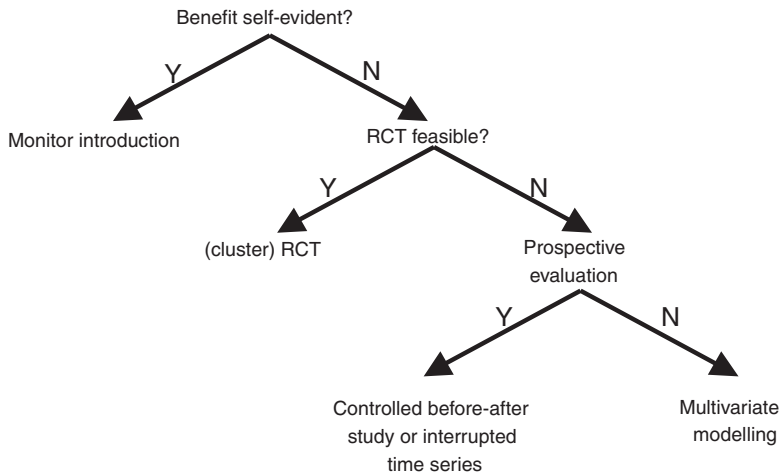 Benefit self-evident?
Y
N
Monitor introduction
RCT feasible?
Y
N
(cluster) RCT
Prospective
evaluation
Y
N
Controlled before-after
study or interrupted
time series
Multivariate
modelling